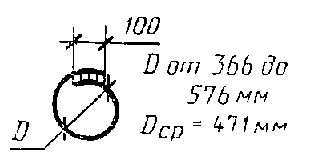 100
D от 366 до
576 мм
Dср = 471 мм
D